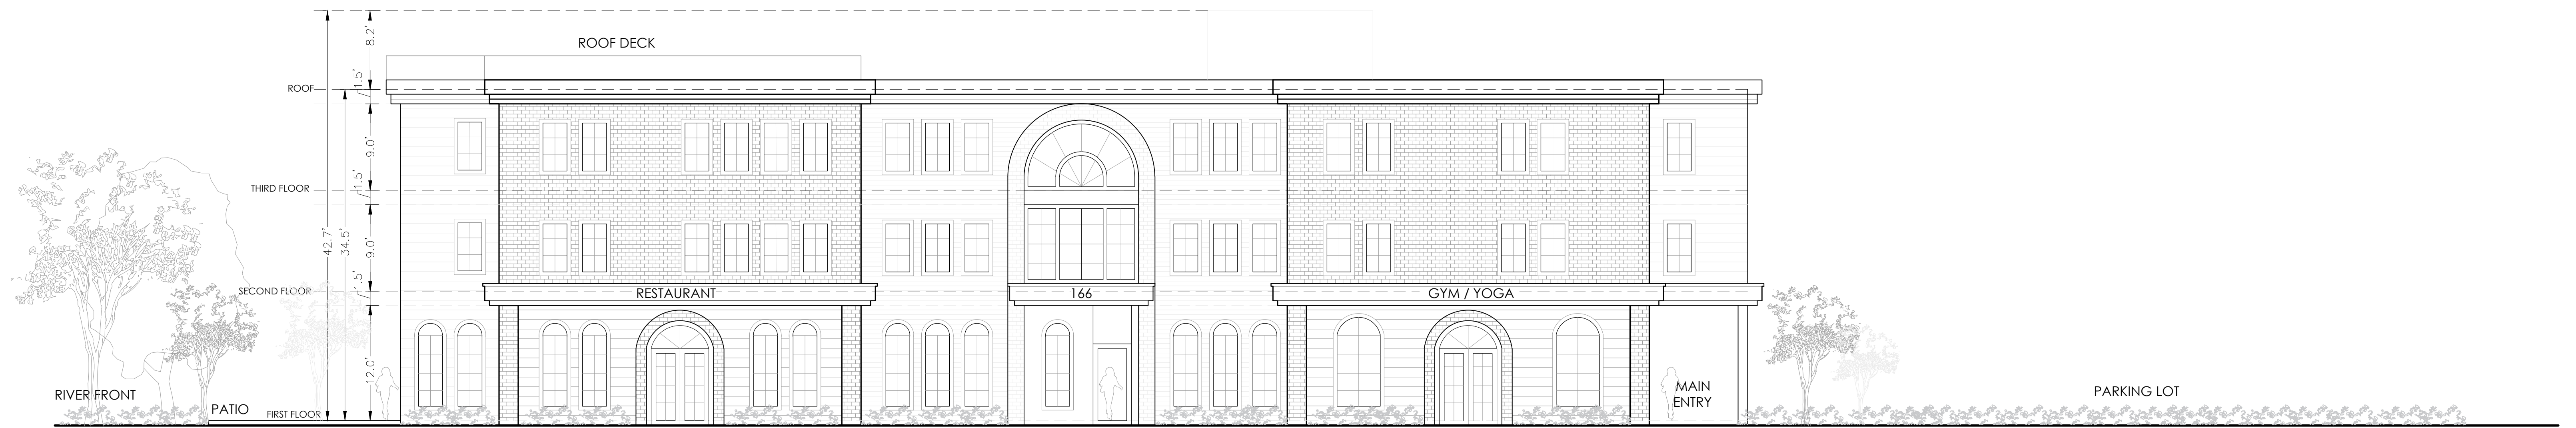 8.2'
ROOF DECK
1.5'
ROOF
9.0'
THIRD FLOOR
1.5'
42.7'
34.5'
9.0'
1.5'
SECOND FLOOR
RESTAURANT
166
GYM / YOGA
12.0'
RIVER FRONT
PATIO
FIRST FLOOR
MAIN
ENTRY
PARKING LOT